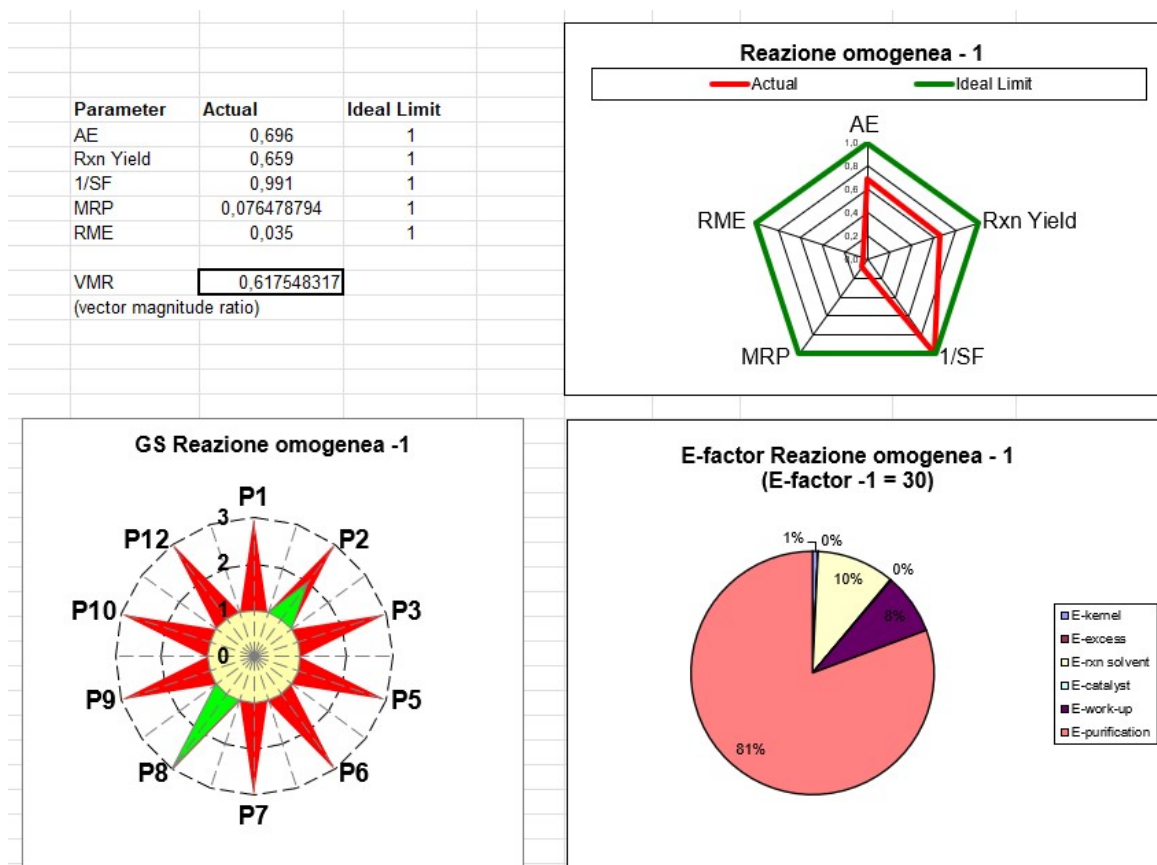 Parameter Actual Ideal Limit
AE 0,696 1
Rxn Yield 0,659 1
1/SF 0,991 1
MRP 0,076478794 1
RME 0,035 1
VMR 0,617548317
(vector magnitude ratio)
Reazione omogenea - 1
Actual Ideal Limit
AE
1,0
0,8
0,6
0,4
0,2
0,0
RME
Rxn Yield
MRP
1/SF
GS Reazione omogenea -1
P1
3
P12
P2
2
P10
1
P3
0
P9
P5
P8
P6
P7
E-factor Reazione omogenea - 1
(E-factor -1 = 30)
1%
0%
10%
0%
8%
81%
E-kernel
E-excess
E-rxn solvent
E-catalyst
E-work-up
E-purification